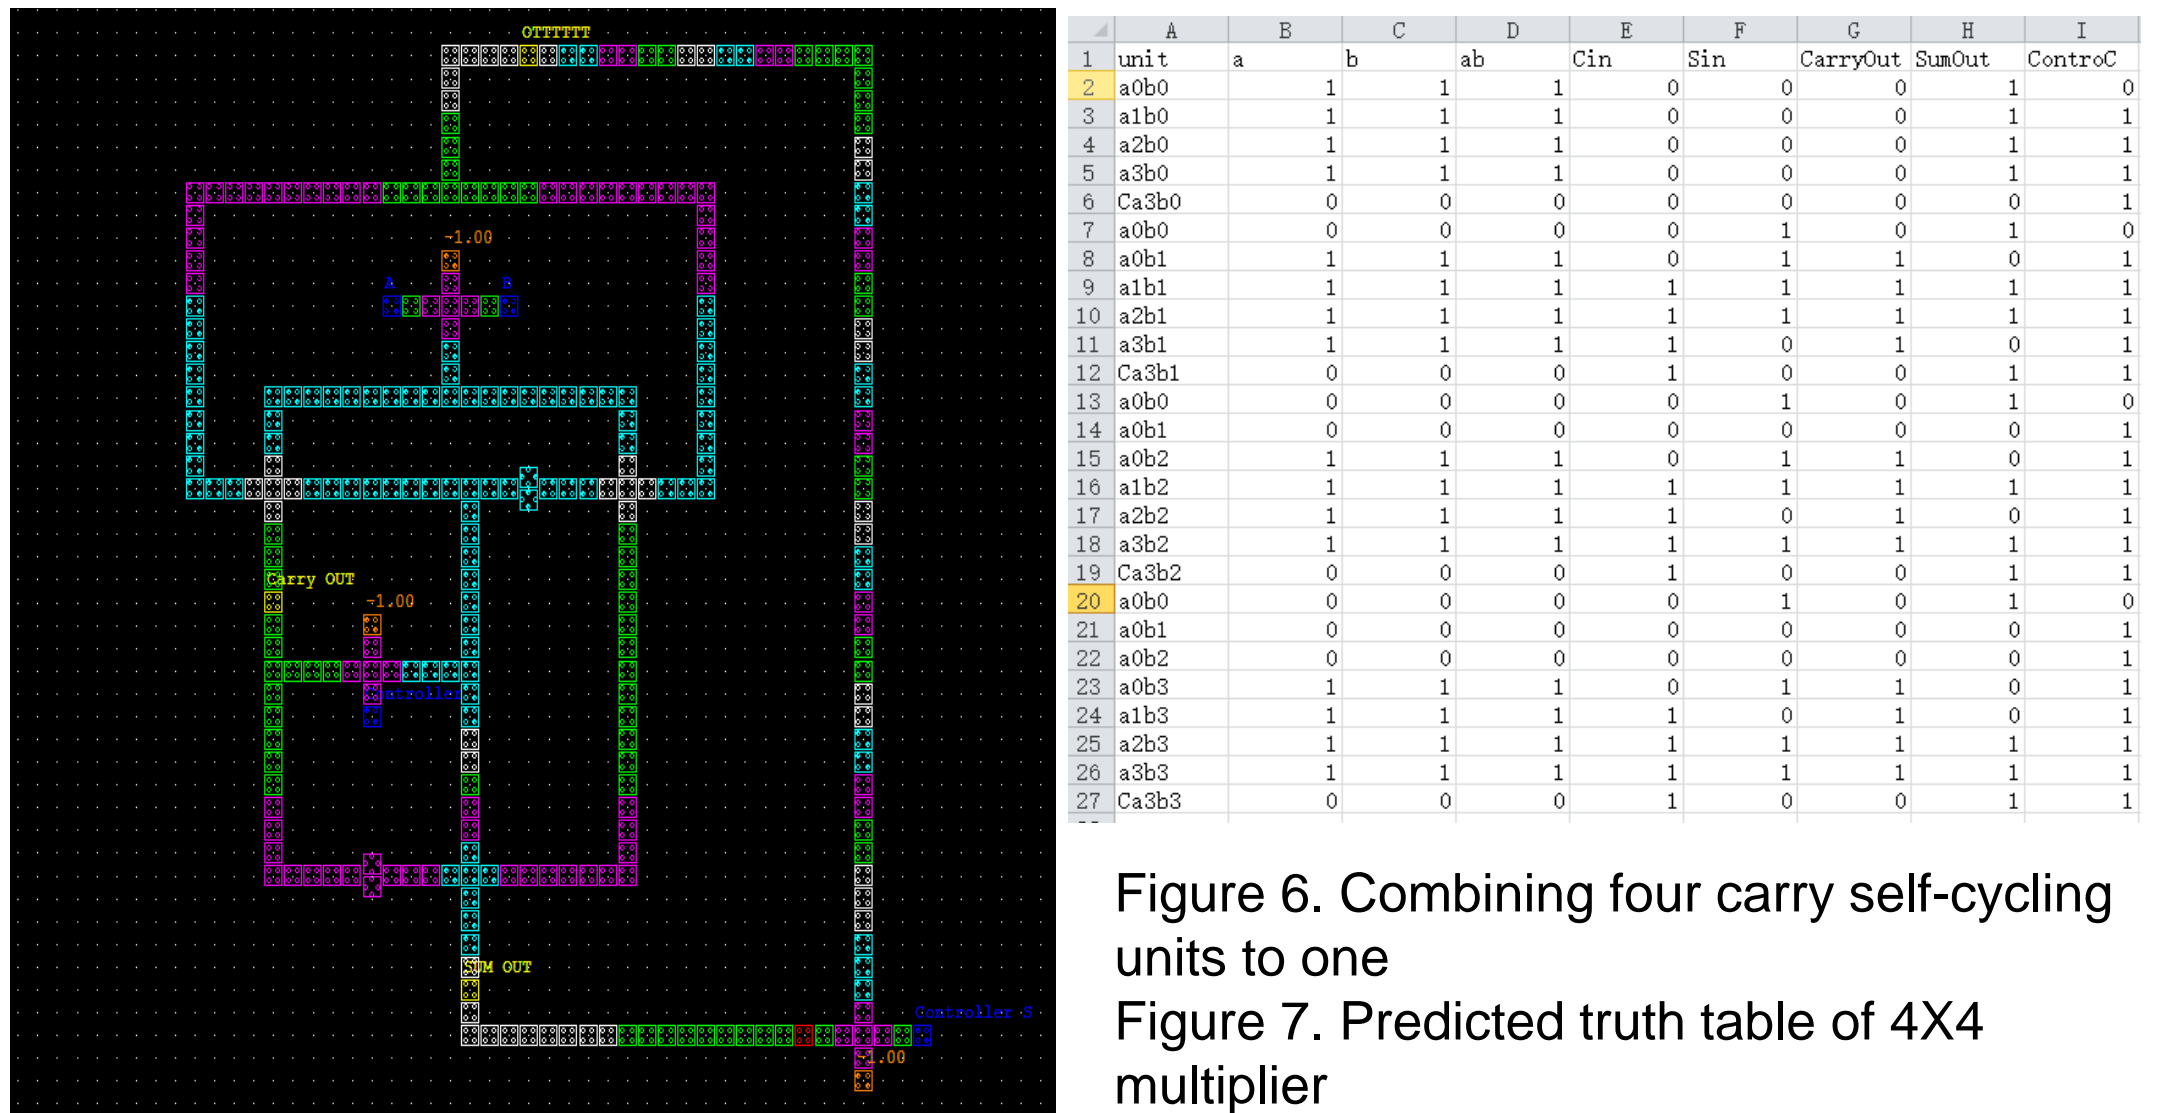 OTTTTTT
-1.00
A B
Carry OUT
-1.00
Controller
SUM OUT
Controller S
-1.00
A B C D E F G H I
1 unit a b ab Cin Sin CarryOut SumOut ControC
2 a0b0 1 1 1 0 0 0 1 0
3 a1b0 1 1 1 0 0 0 1 1
4 a2b0 1 1 1 0 0 0 1 1
5 a3b0 1 1 1 0 0 0 1 1
6 Ca3b0 0 0 0 0 0 0 0 1
7 a0b0 0 0 0 0 1 0 1 0
8 a0b1 1 1 1 0 1 1 0 1
9 a1b1 1 1 1 1 1 1 1 1
10 a2b1 1 1 1 1 1 1 1 1
11 a3b1 1 1 1 1 0 1 0 1
12 Ca3b1 0 0 0 1 0 0 1 1
13 a0b0 0 0 0 0 1 0 1 0
14 a0b1 0 0 0 0 0 0 0 1
15 a0b2 1 1 1 0 1 1 0 1
16 a1b2 1 1 1 1 1 1 1 1
17 a2b2 1 1 1 1 0 1 0 1
18 a3b2 1 1 1 1 1 1 1 1
19 Ca3b2 0 0 0 1 0 0 1 1
20 a0b0 0 0 0 0 1 0 1 0
21 a0b1 0 0 0 0 0 0 0 1
22 a0b2 0 0 0 0 0 0 0 1
23 a0b3 1 1 1 0 1 1 0 1
24 a1b3 1 1 1 1 0 1 0 1
25 a2b3 1 1 1 1 1 1 1 1
26 a3b3 1 1 1 1 1 1 1 1
27 Ca3b3 0 0 0 1 0 0 1 1
Figure 6. Combining four carry self-cycling
units to one
Figure 7. Predicted truth table of 4X4
multiplier